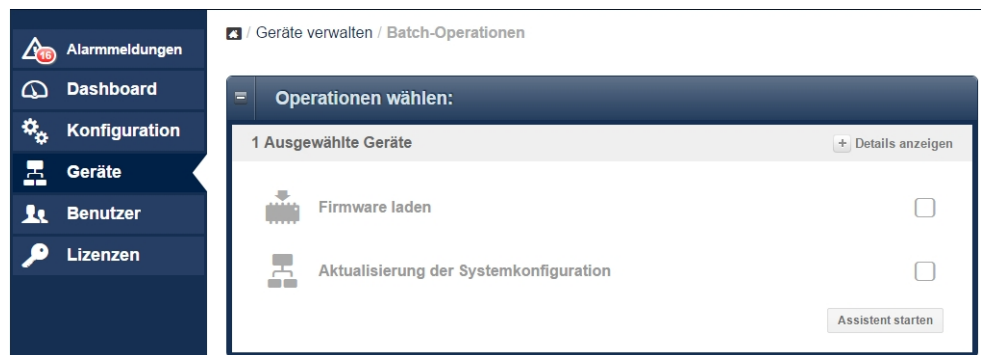 / Geräte verwalten / Batch-Operationen
16
Alarmmeldungen
Dashboard
Konfiguration
Geräte
Benutzer
Lizenzen
Operationen wählen:
1 Ausgewählte Geräte
+ Details anzeigen
Firmware laden
Aktualisierung der Systemkonfiguration
Assistent starten